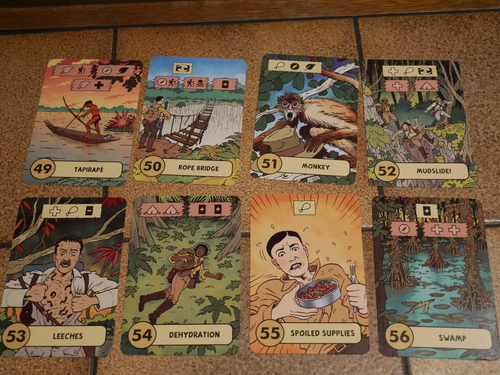 49 TAPIRAPÉ
50 ROPE BRIDGE
51 MONKEY
52 MUDSLIDE!
53 LEECHES
54 DEHYDRATION
55 SPOILED SUPPLIES
56 SWAMP